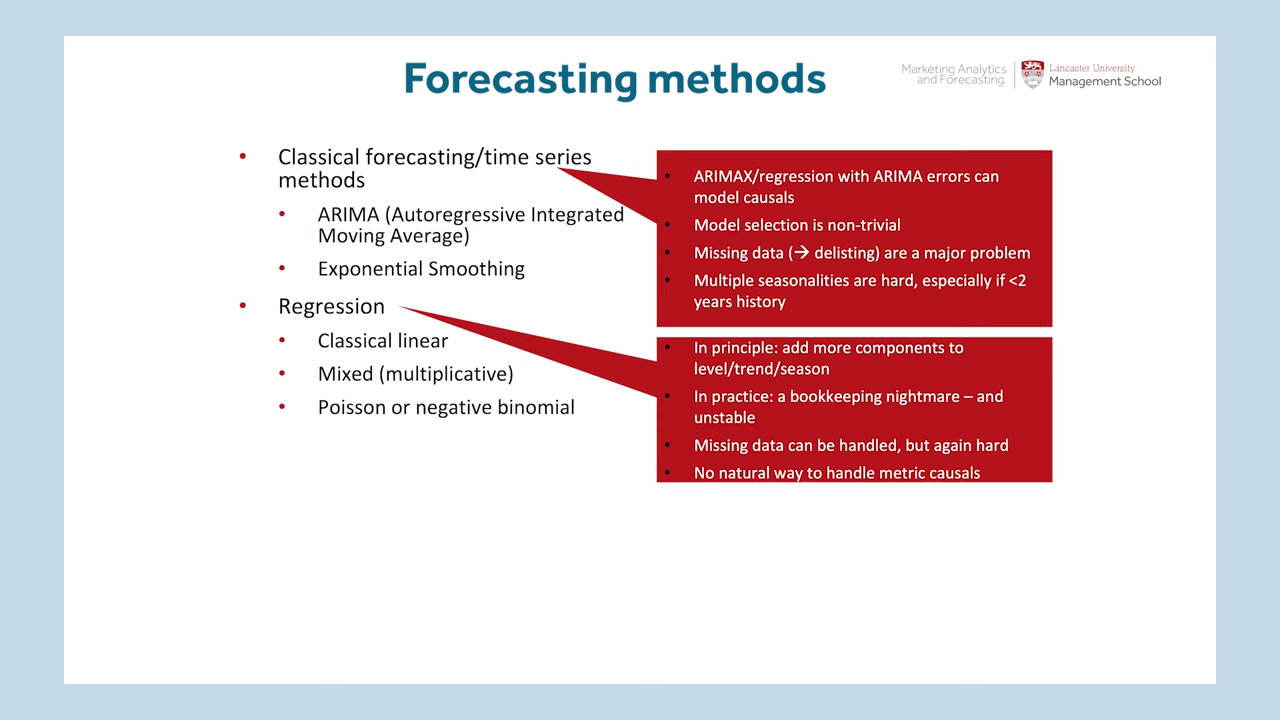 Forecasting methods
Marketing Analytics
and Forecasting
Lancaster University
Management School
• Classical forecasting/time series
methods
• ARIMA (Autoregressive Integrated
Moving Average)
• Exponential Smoothing
• Regression
• Classical linear
• Mixed (multiplicative)
• Poisson or negative binomial
• ARIMAX/regression with ARIMA errors can
model causals
• Model selection is non-trivial
• Missing data (→ delisting) are a major problem
• Multiple seasonalities are hard, especially if <2
years history
• In principle: add more components to
level/trend/season
• In practice: a bookkeeping nightmare – and
unstable
• Missing data can be handled, but again hard
• No natural way to handle metric causals